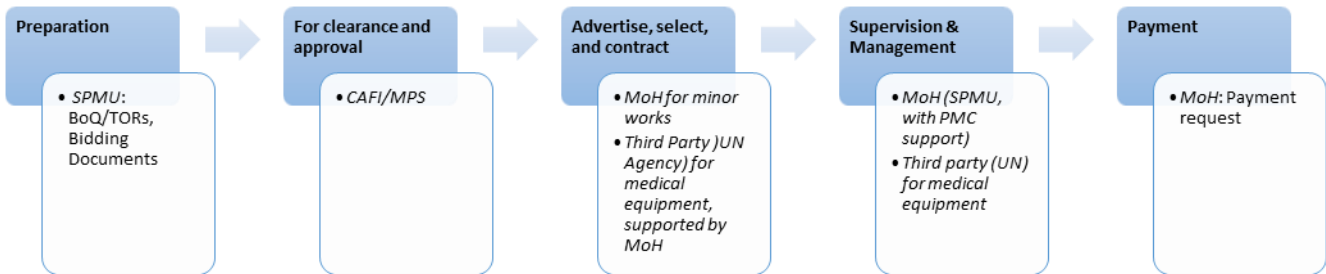 Preparation
• SPMU:
BoQ/TORs,
Bidding
Documents
For clearance and
approval
• CAFI/MPS
Advertise, select,
and contract
• MoH for minor
works
• Third Party )UN
Agency) for
medical
equipment,
supported by
MoH
Supervision &
Management
• MoH (SPMU,
with PMC
support)
• Third party (UN)
for medical
equipment
Payment
• MoH: Payment
request